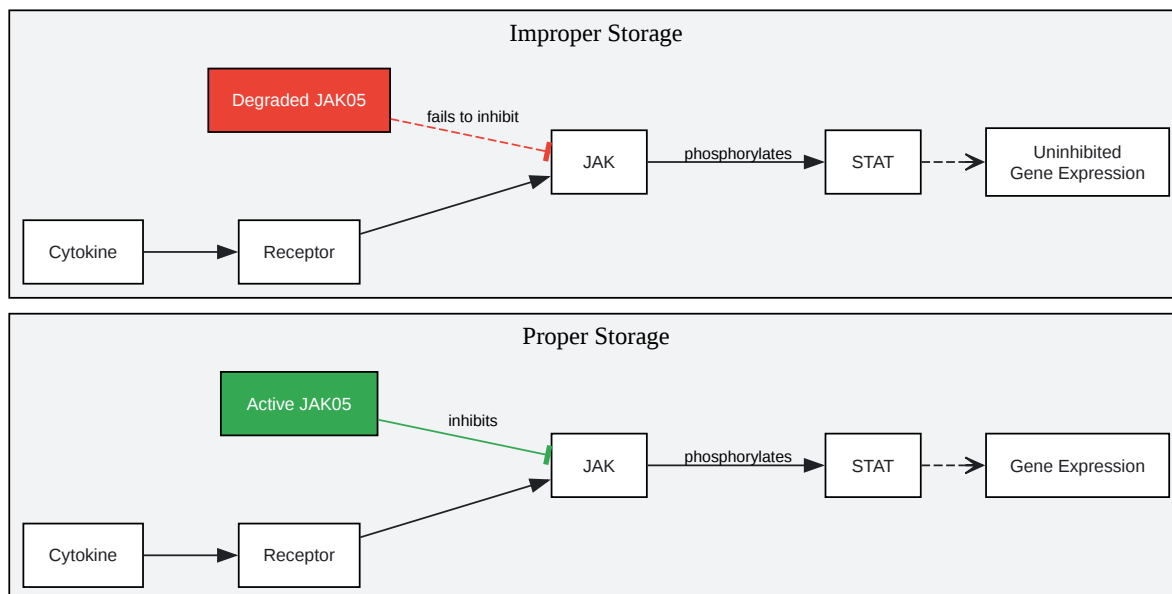 Improper Storage
Degraded JAK05
fails to inhibit
JAK
phosphorylates
STAT
Uninhibited
Gene Expression
Cytokine
Receptor
Proper Storage
Active JAK05
inhibits
JAK
phosphorylates
STAT
Gene Expression
Cytokine
Receptor